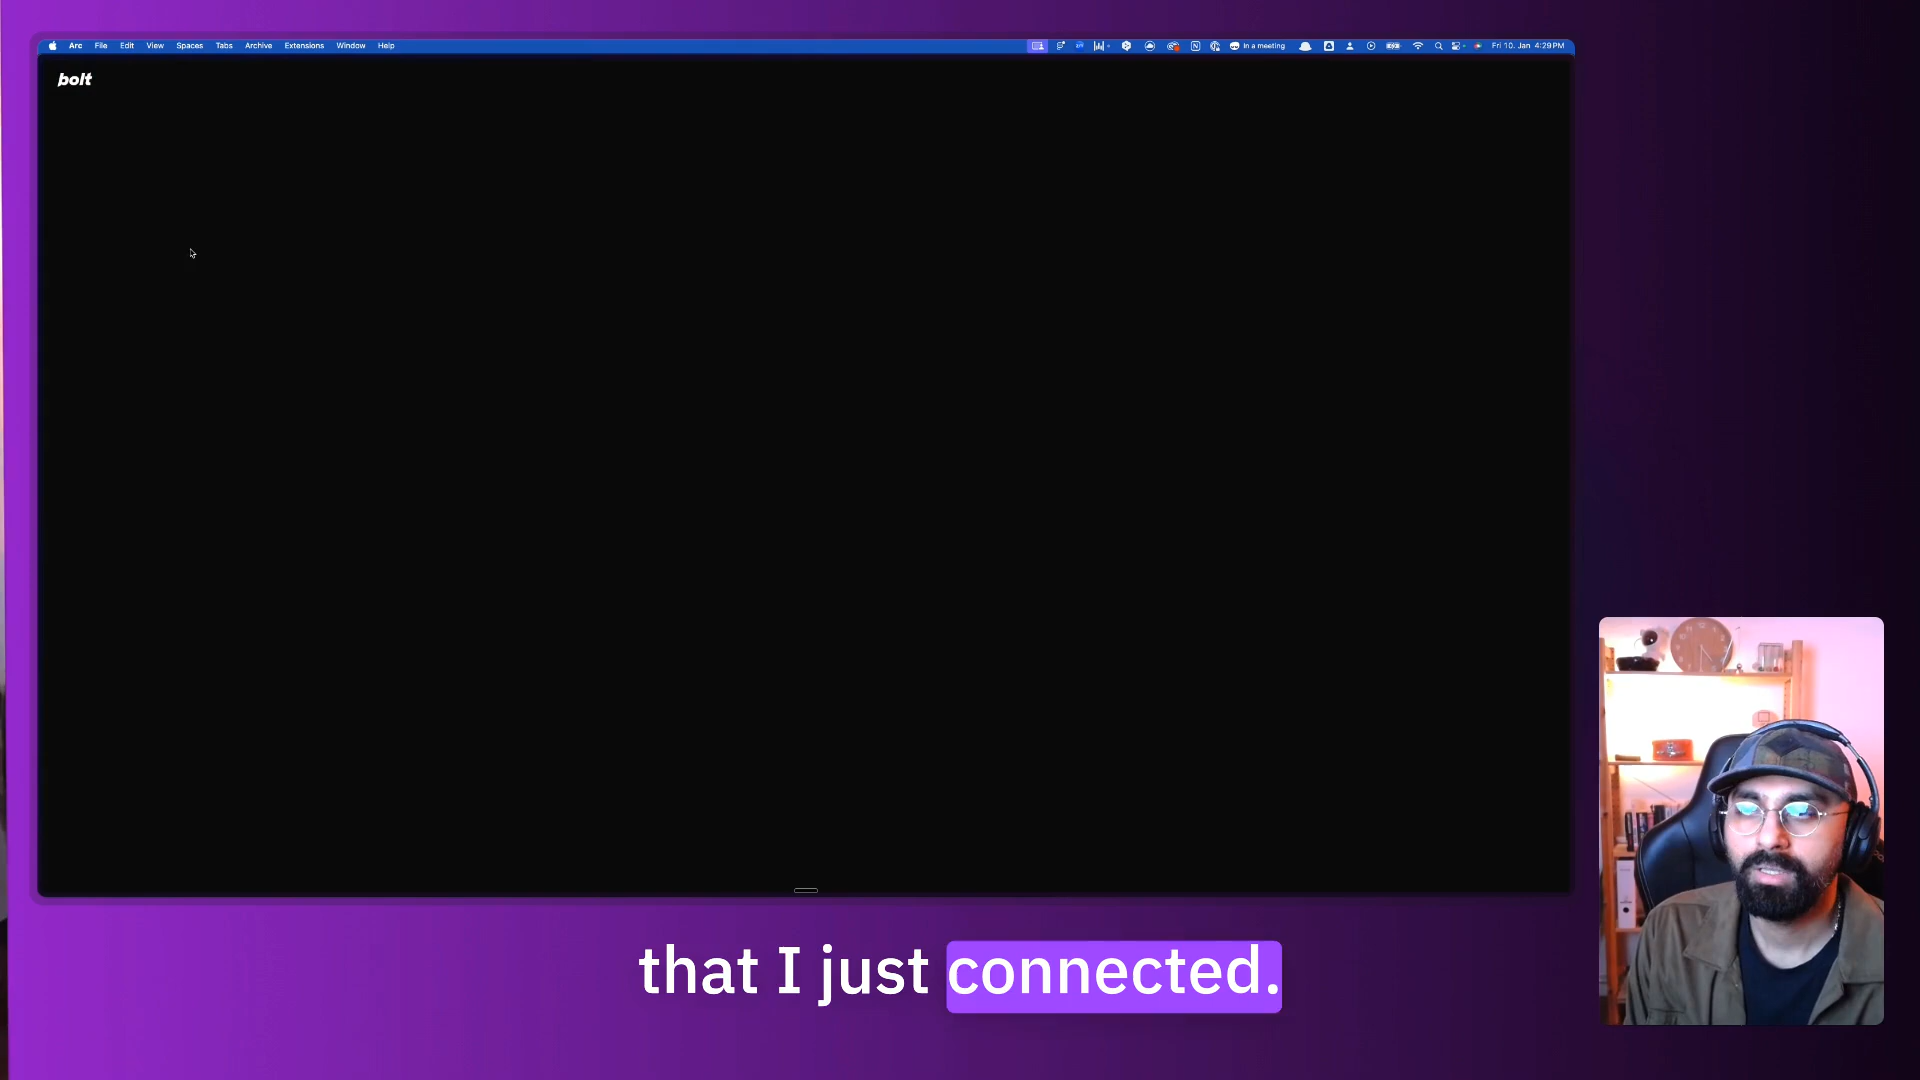 Arc File Edit View Spaces Tabs Archive Extensions Window Help
In a meeting
Fri 10. Jan 4:29 PM
bolt
that I just connected.